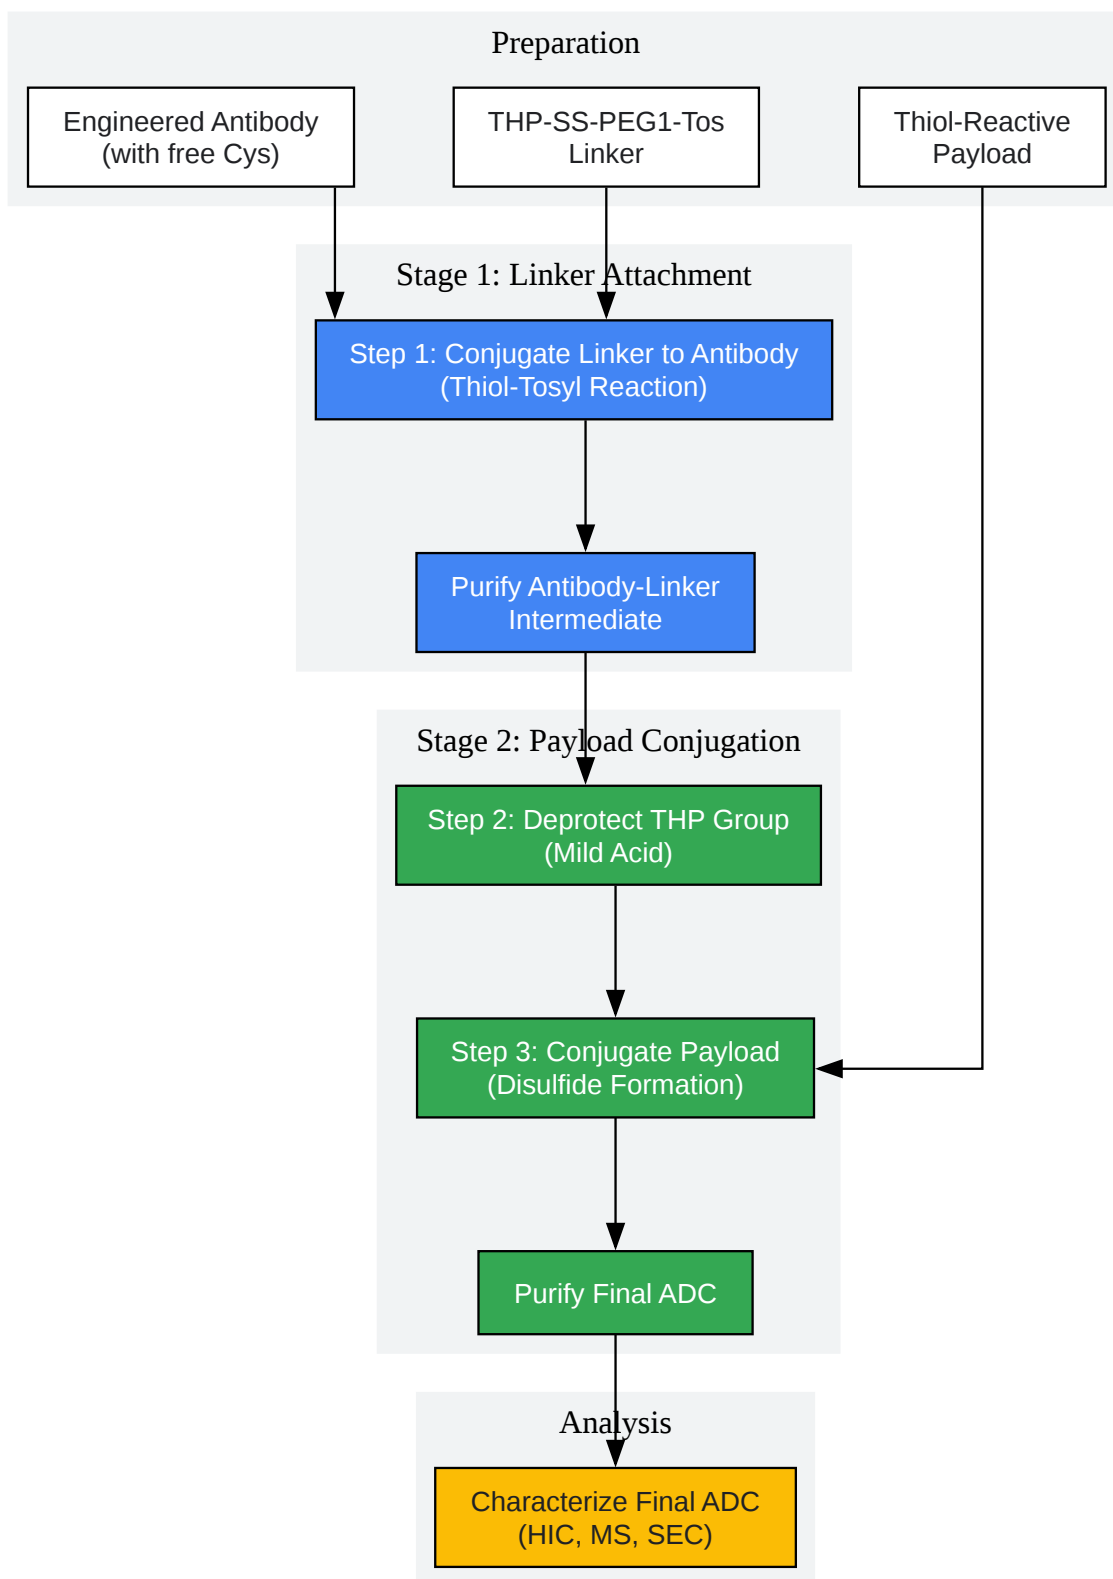 Preparation
Engineered Antibody
(with free Cys)
THP-SS-PEG1-Tos
Linker
Thiol-Reactive
Payload
Stage 1: Linker Attachment
Step 1: Conjugate Linker to Antibody
(Thiol-Tosyl Reaction)
Purify Antibody-Linker
Intermediate
Stage 2: Payload Conjugation
Step 2: Deprotect THP Group
(Mild Acid)
Step 3: Conjugate Payload
(Disulfide Formation)
Purify Final ADC
Analysis
Characterize Final ADC
(HIC, MS, SEC)